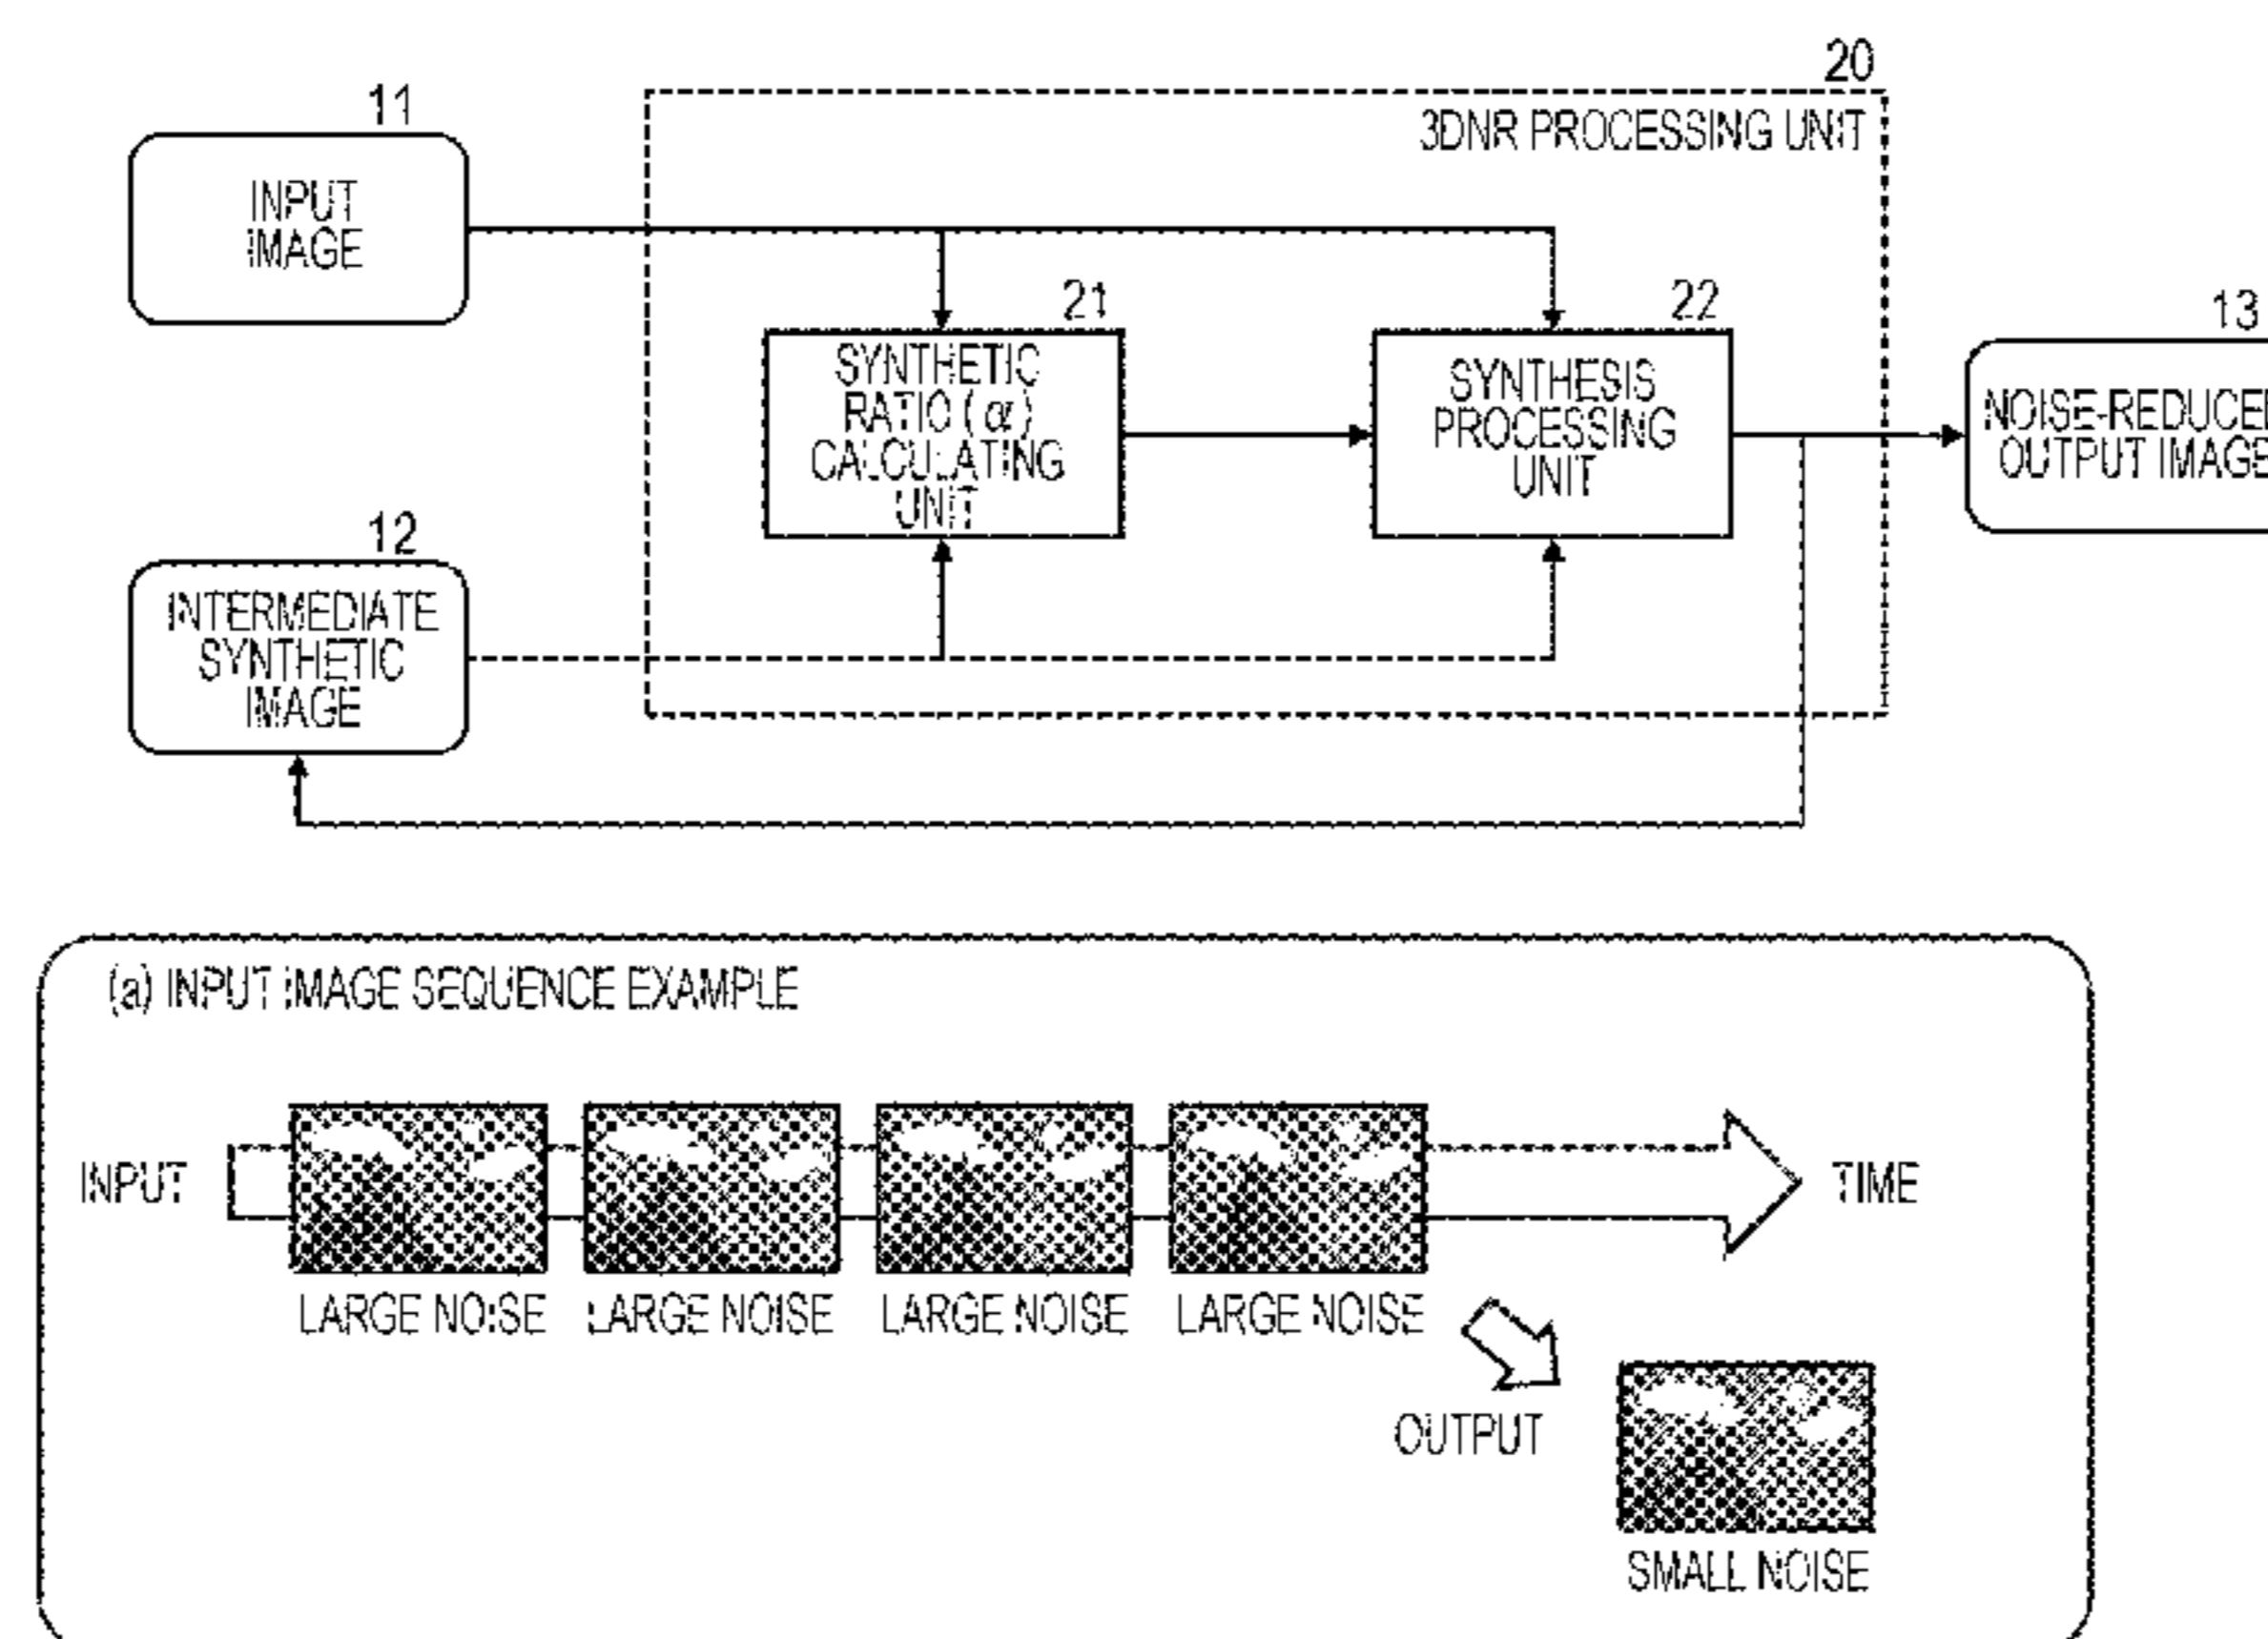 20
3DNR PROCESSING UNIT
11
INPUT
IMAGE
21
SYNTHETIC
RATIO (α)
CALCULATING
UNIT
22
SYNTHESIS
PROCESSING
UNIT
13
OUTPUT IMAGE
12
INTERMEDIATE
SYNTHETIC
IMAGE
(a) INPUT IMAGE SEQUENCE EXAMPLE
INPUT
TIME
LARGE NOISE
LARGE NOISE
LARGE NOISE
LARGE NOISE
OUTPUT
SMALL NOISE